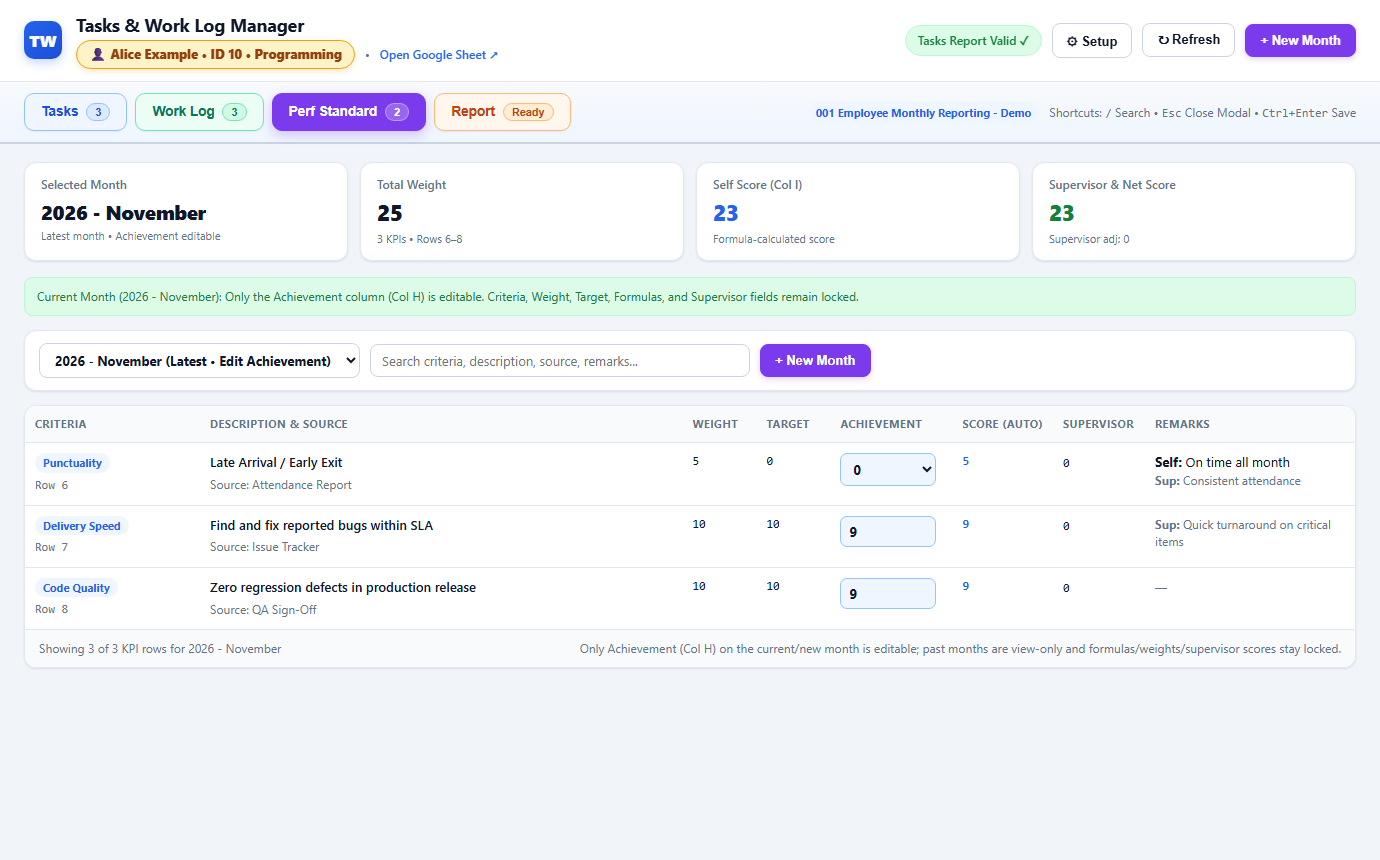 TW
Tasks & Work Log Manager
👤 Alice Example • ID 10 • Programming • Open Google Sheet ↗
Tasks Report Valid ✓
⚙ Setup
↻ Refresh
+ New Month
Tasks 3
Work Log 3
Perf Standard 2
Report Ready
001 Employee Monthly Reporting - Demo
Shortcuts: / Search • Esc Close Modal • Ctrl+Enter Save
Selected Month
2026 - November
Latest month • Achievement editable
Total Weight
25
3 KPIs • Rows 6–8
Self Score (Col I)
23
Formula-calculated score
Supervisor & Net Score
23
Supervisor adj: 0
Current Month (2026 - November): Only the Achievement column (Col H) is editable. Criteria, Weight, Target, Formulas, and Supervisor fields remain locked.
2026 - November (Latest • Edit Achievement)
Search criteria, description, source, remarks...
+ New Month
CRITERIA DESCRIPTION & SOURCE WEIGHT TARGET ACHIEVEMENT SCORE (AUTO) SUPERVISOR REMARKS
Punctuality Late Arrival / Early Exit 5 0 0 5 0 Self: On time all month
Row 6 Source: Attendance Report Sup: Consistent attendance
Delivery Speed Find and fix reported bugs within SLA 10 10 9 9 0 Sup: Quick turnaround on critical
Row 7 Source: Issue Tracker items
Code Quality Zero regression defects in production release 10 10 9 9 0 —
Row 8 Source: QA Sign-Off
Showing 3 of 3 KPI rows for 2026 - November
Only Achievement (Col H) on the current/new month is editable; past months are view-only and formulas/weights/supervisor scores stay locked.